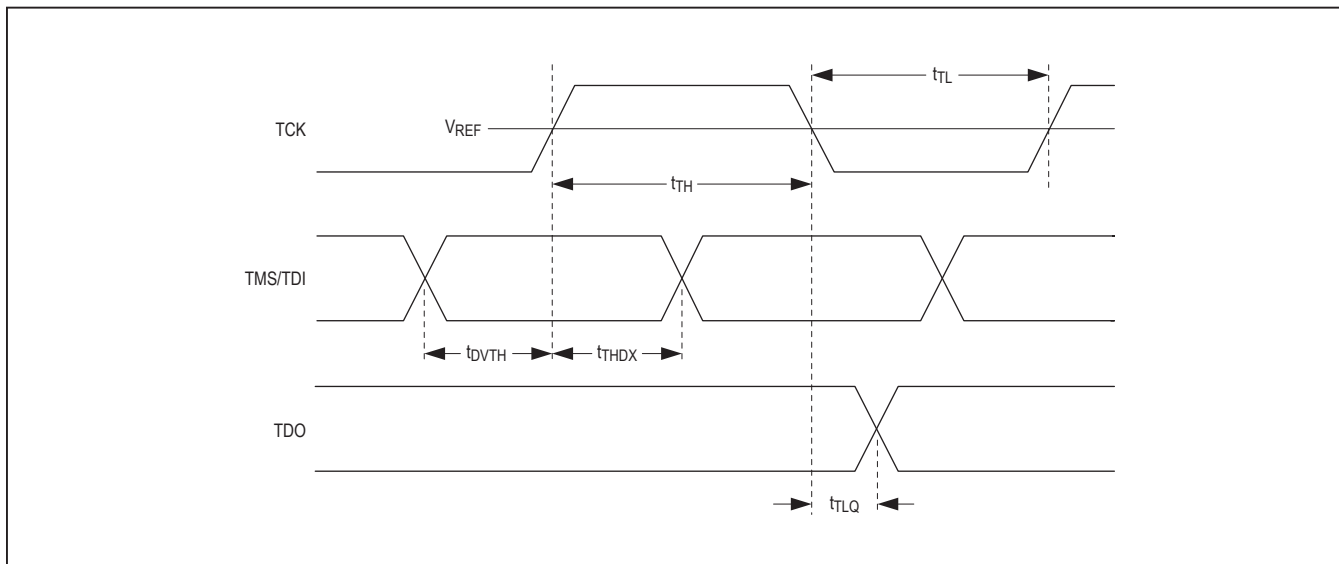 tTL
TCK
VREF
tTH
TMS/TDI
tDVTH
tTHDX
TDO
tTLQ